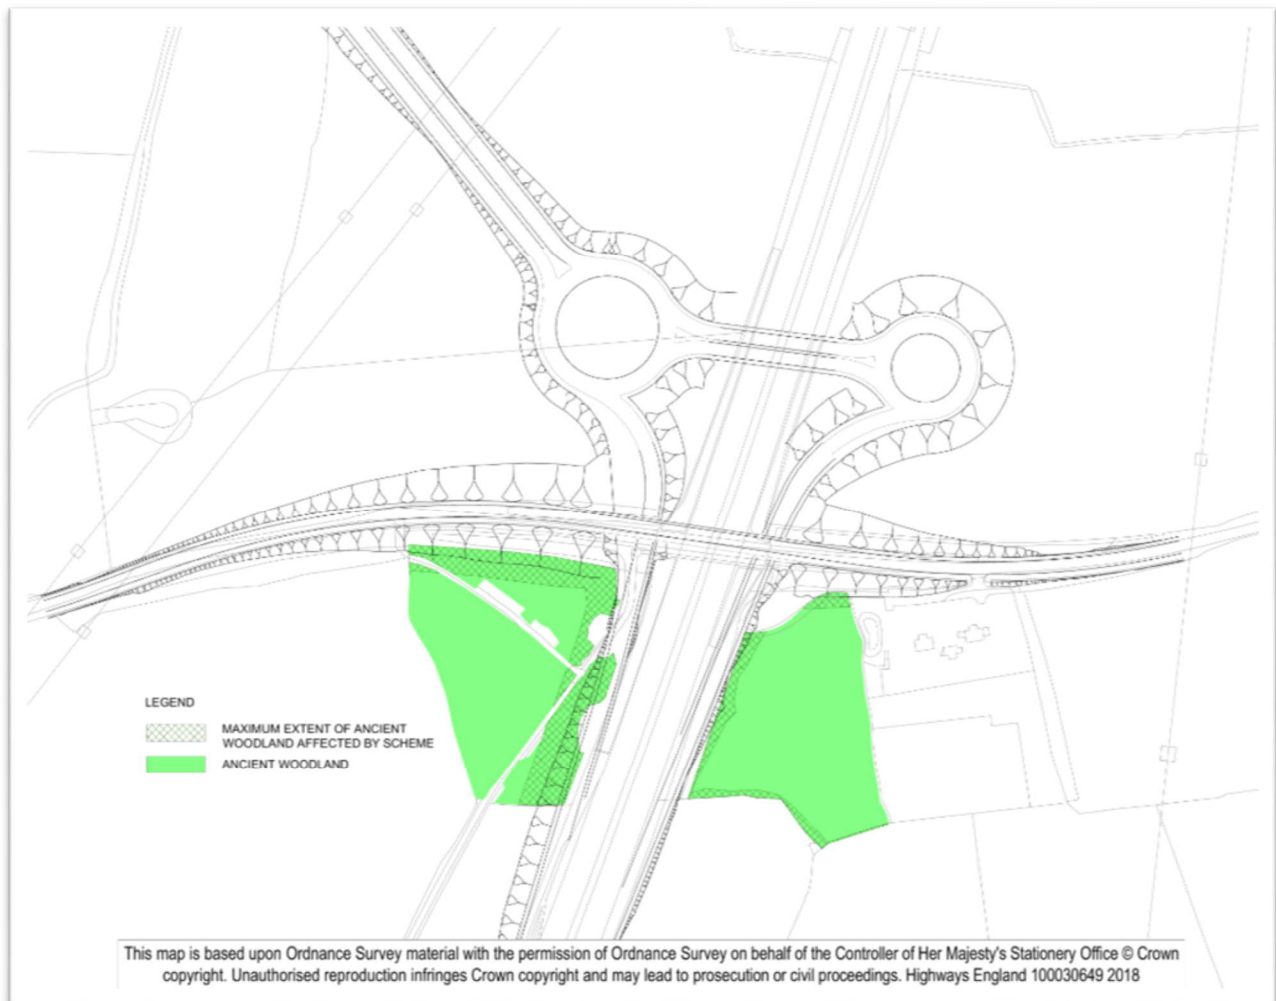 LEGEND
MAXIMUM EXTENT OF ANCIENT
WOODLAND AFFECTED BY SCHEME
ANCIENT WOODLAND
This map is based upon Ordnance Survey material with the permission of Ordnance Survey on behalf of the Controller of Her Majesty's Stationery Office © Crown
copyright. Unauthorised reproduction infringes Crown copyright and may lead to prosecution or civil proceedings. Highways England 100030649 2018